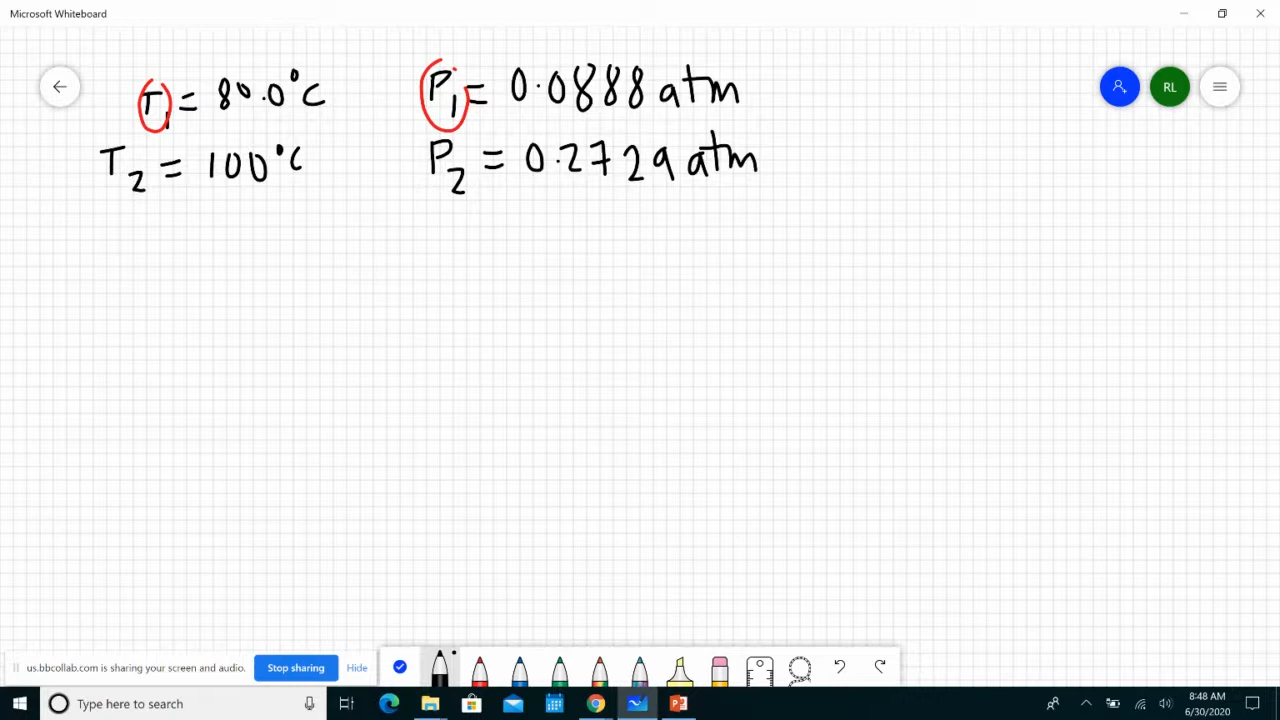 Microsoft Whiteboard
T₁ = 80.0°C P₁ = 0.0888 atm
T₂ = 100°C P₂ = 0.2729 atm
RL
us.bbcollab.com is sharing your screen and audio. Stop sharing Hide
Type here to search
8:48 AM
6/30/2020